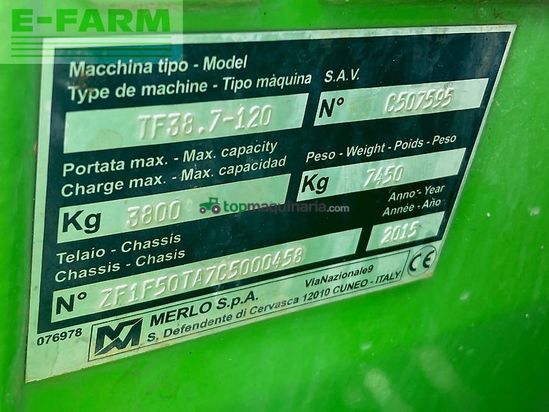 E-FARM
Macchina tipo - Model
Type de machine - Tipo màquina
TF38.7-120
S.A.V.
N° C507595
Portata max. - Max. capacity
Charge max. - Max. capacidad
Kg 3800
Peso - Weight - Poids - Peso
Kg 7450
topmaquinaria.com
Telaio - Chassis
Chassis - Chassis
N° ZF1F50TA7C5000458
Anno - Year
Année - Año
2015
076978
MERLO S.p.A.
VIaNazionale9
S, Defendente di Cervasca 12010 CUNEO - ITALY
CE